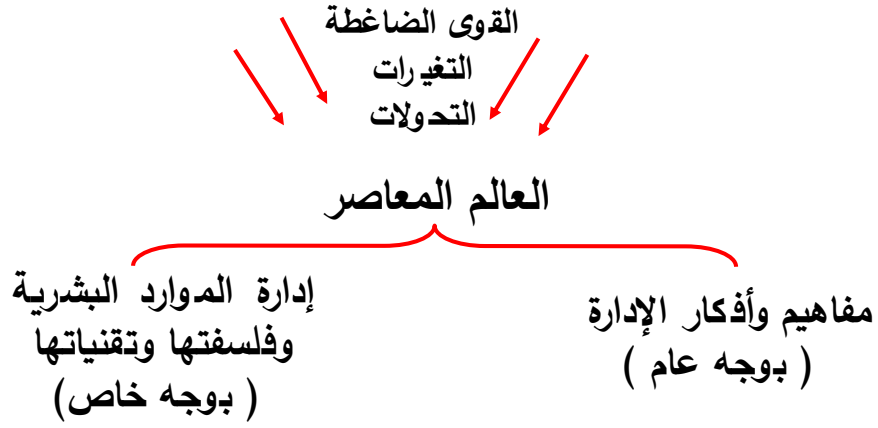 القوى الضاغطة
التغيرات
التحولات
العالم المعاصر
مفاهيم وأفكار الإدارة
( بوجه عام )
إدارة الموارد البشرية
وفلسفتها وتقنياتها
( بوجه خاص)